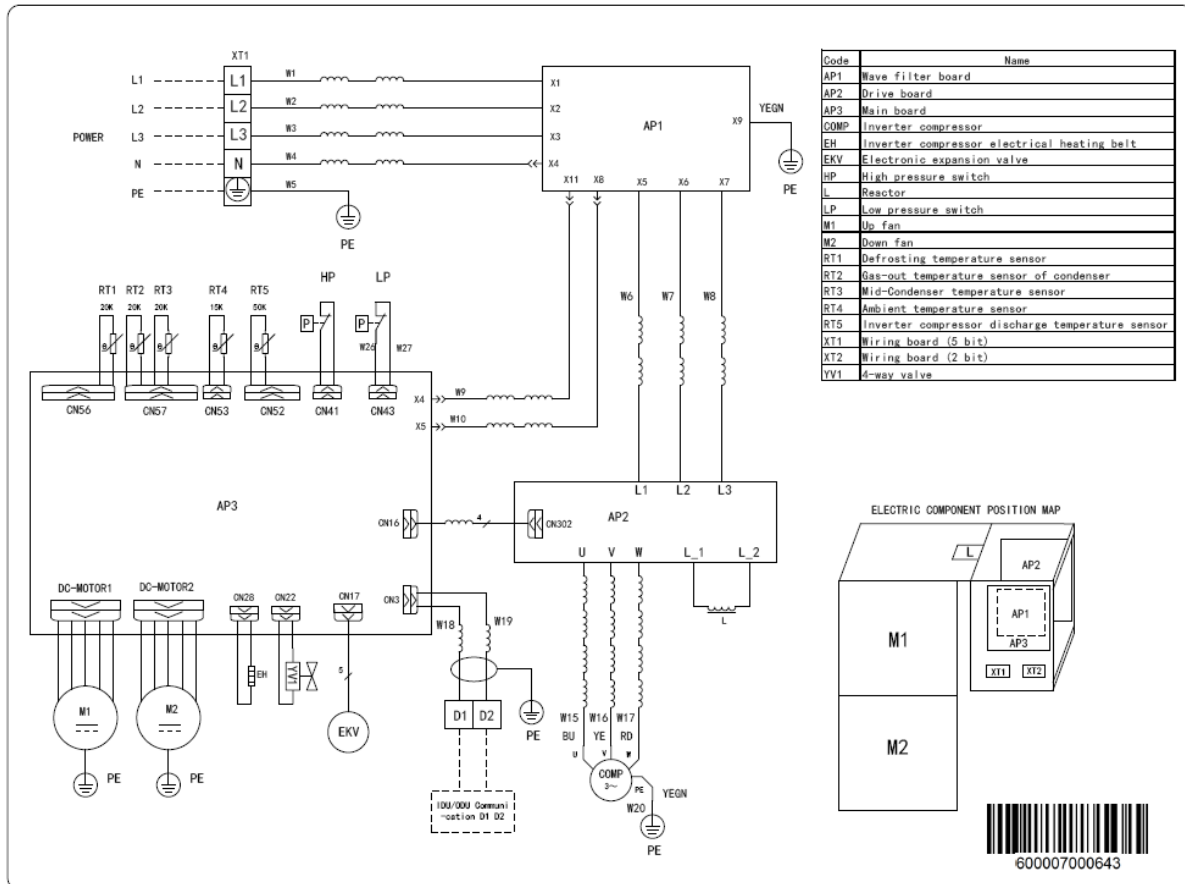 XT1
L1 L1 W1 X1
L2 L2 W2 X2
POWER L3 L3 W3 X3
N N W4 X4
PE W5
PE
AP1
X9 YEGN
PE
X11 X8 X5 X6 X7
Code Name
AP1 Wave filter board
AP2 Drive board
AP3 Main board
COMP Inverter compressor
EH Inverter compressor electrical heating belt
EKV Electronic expansion valve
HP High pressure switch
L Reactor
LP Low pressure switch
M1 Up fan
M2 Down fan
RT1 Defrosting temperature sensor
RT2 Gas-out temperature sensor of condenser
RT3 Mid-Condenser temperature sensor
RT4 Ambient temperature sensor
RT5 Inverter compressor discharge temperature sensor
XT1 Wiring board (5 bit)
XT2 Wiring board (2 bit)
YV1 4-way valve
RT1 RT2 RT3 RT4 RT5 HP LP
20K 20K 20K 15K 50K
θ θ θ θ θ P P
W26 W27
W6 W7 W8
CN56 CN57 CN53 CN52 CN41 CN43
X4 W9
X5 W10
AP3
CN16 4 CN302
L1 L2 L3
AP2
U V W L_1 L_2
L
DC-MOTOR1 DC-MOTOR2 CN28 CN22 CN17 CN3
W18 W19
EH YV1 5
M1 M2 EKV
PE PE
D1 D2
PE
IDU/ODU Communi
-cation D1 D2
W15 W16 W17
BU YE RD
U V W
COMP
3~
PE YEGN
W20
PE
ELECTRIC COMPONENT POSITION MAP
L
AP2
AP1
AP3
XT1 XT2
M1
M2
600007000643